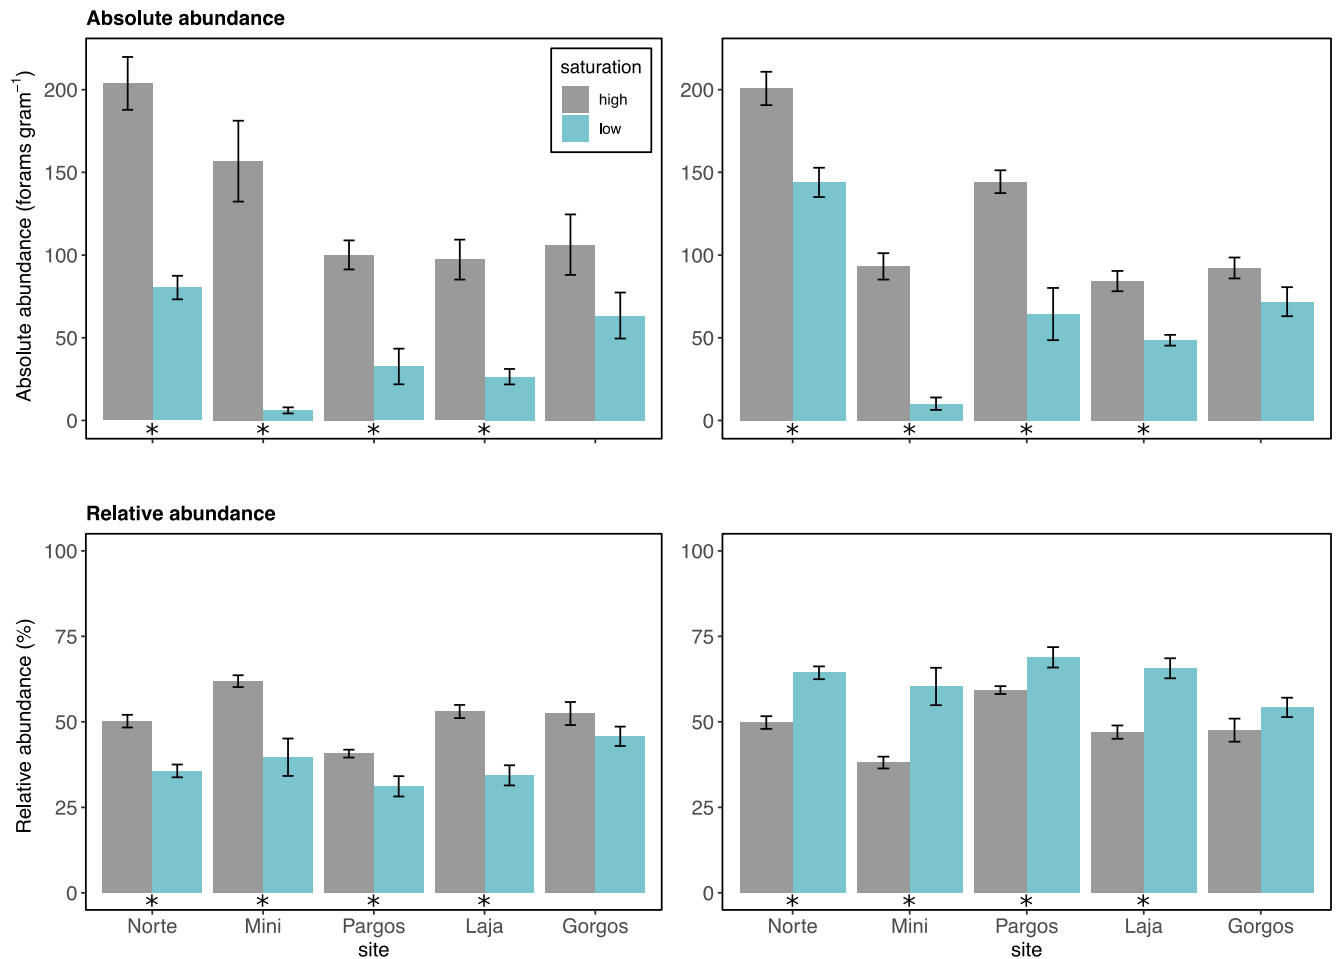 Absolute abundance
Absolute abundance (forams gram⁻¹)
200
150
100
50
0
saturation
high
low
* * * *
200
150
100
50
0
* * * *
Relative abundance
Relative abundance (%)
100
75
50
25
0
* * * *
Norte Mini Pargos Laja Gorgos
site
100
75
50
25
0
* * * *
Norte Mini Pargos Laja Gorgos
site